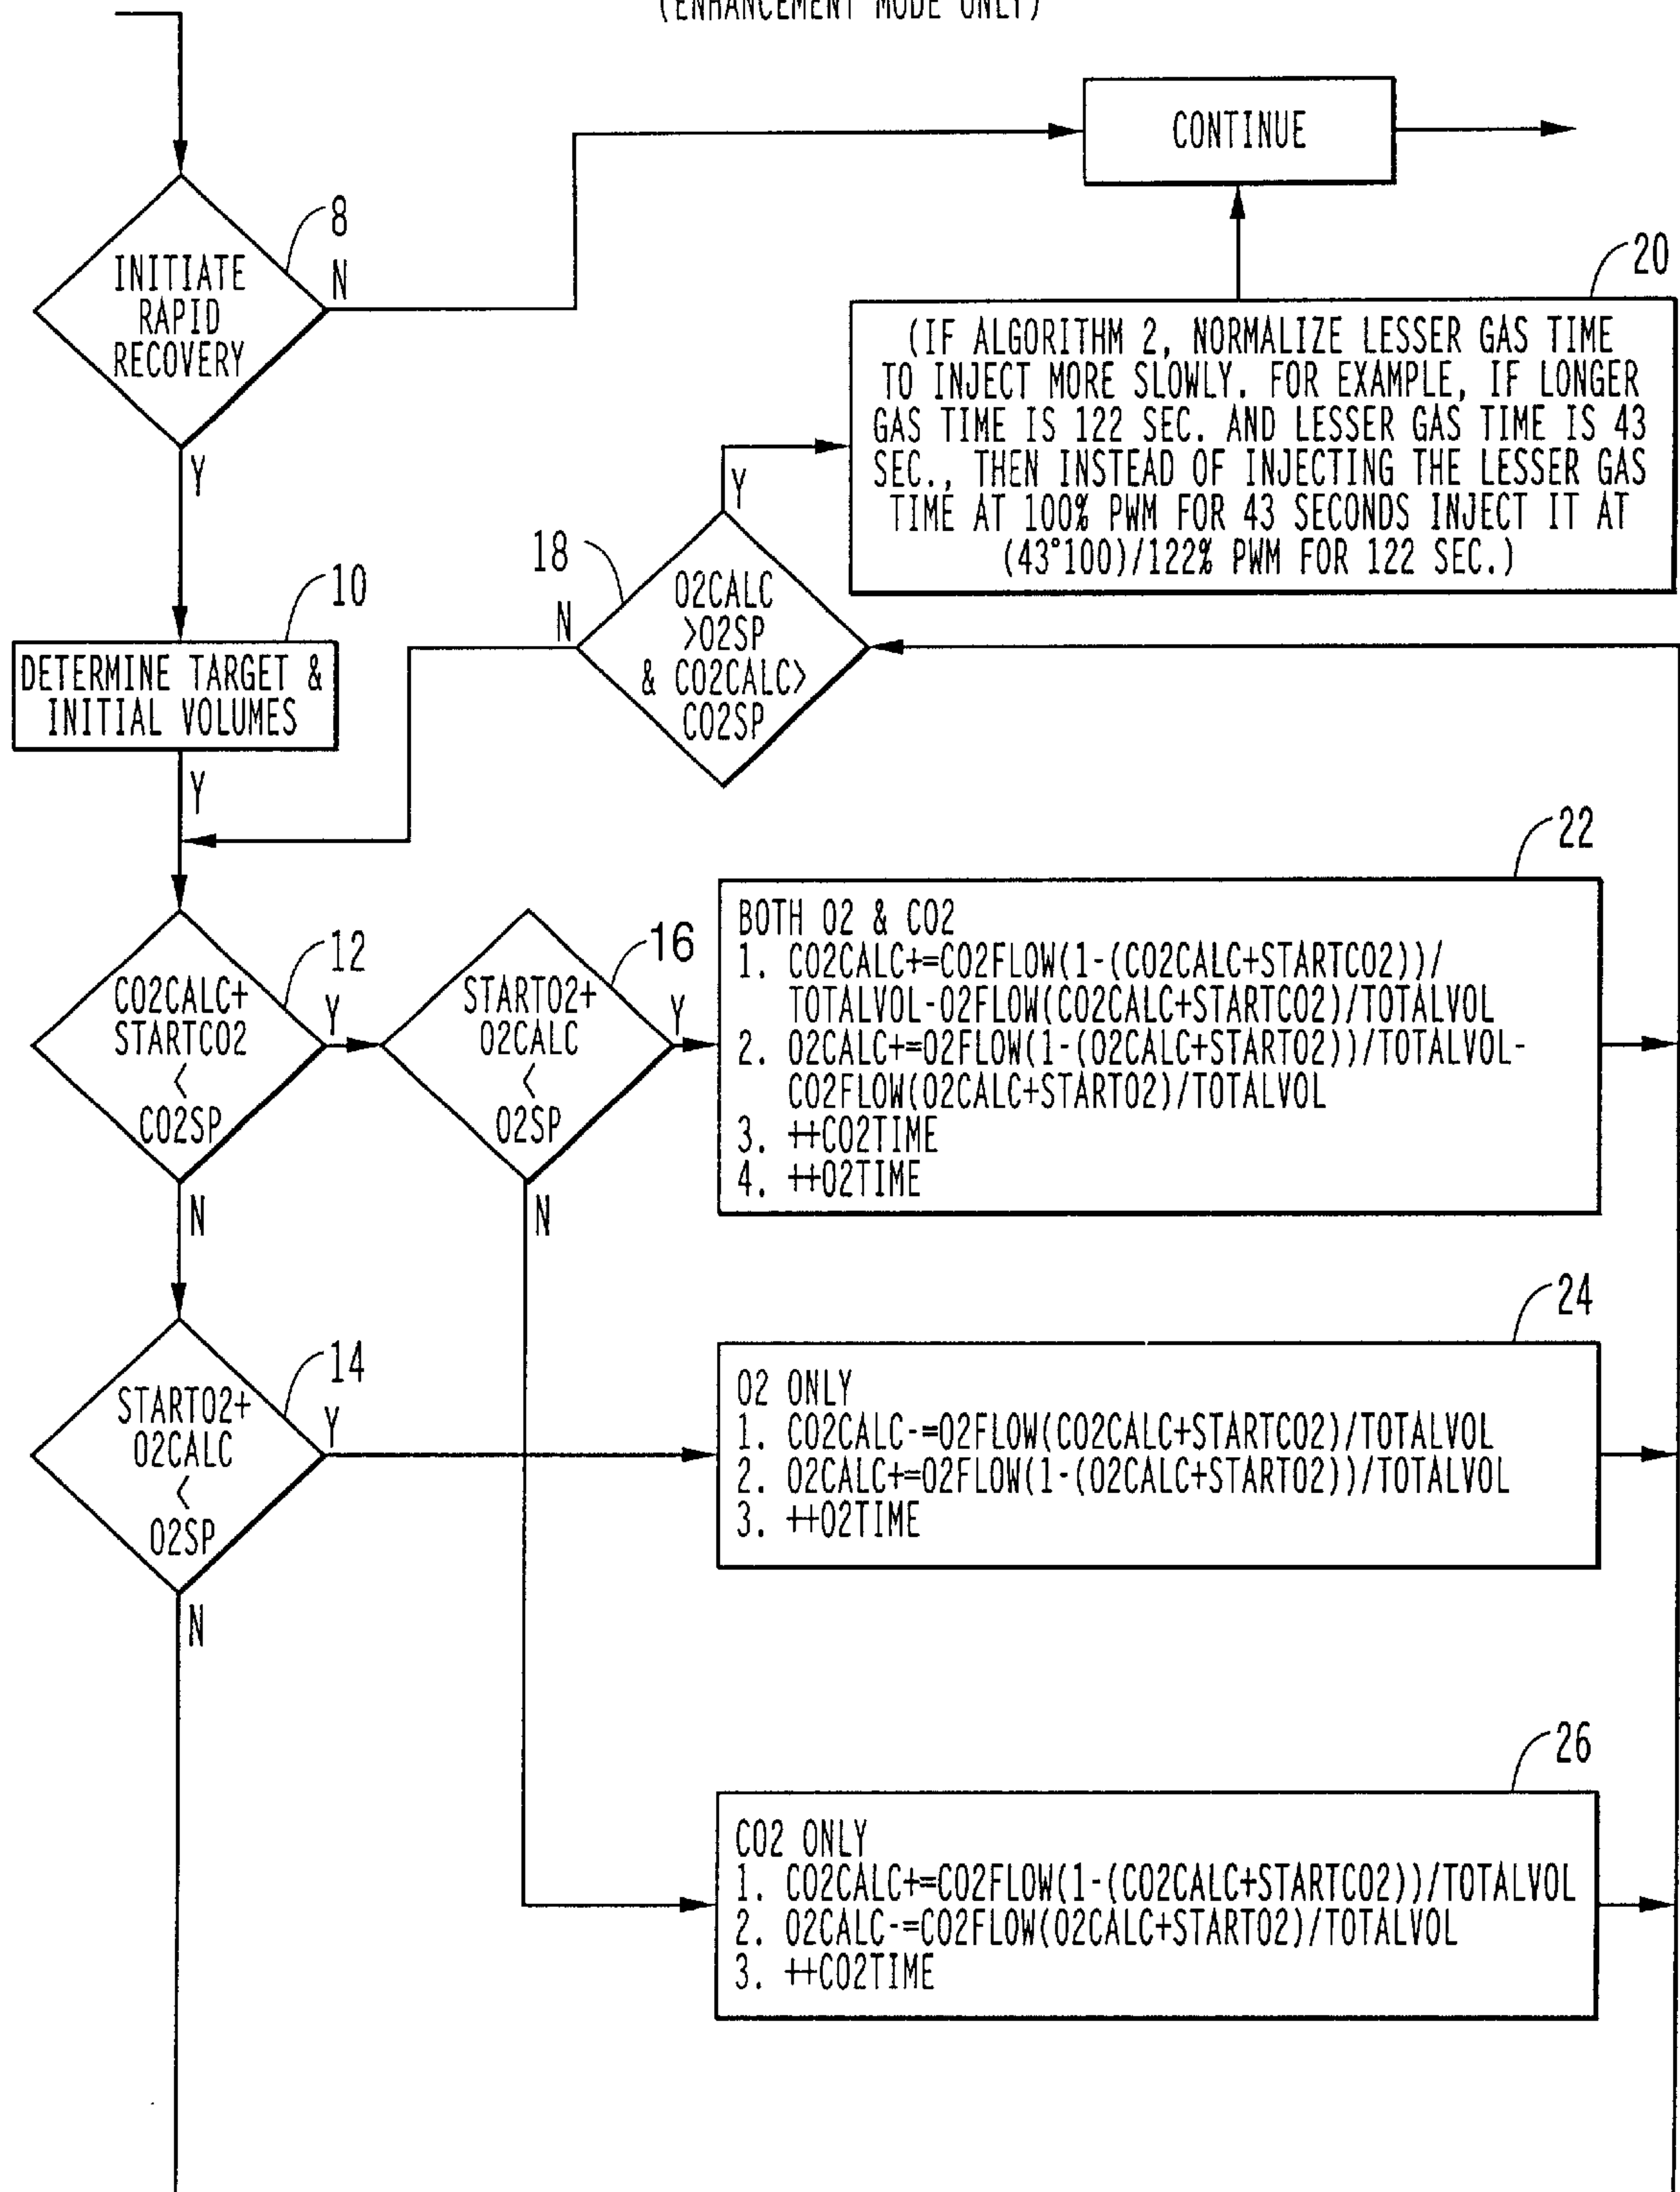 (ENHANCEMENT MODE ONLY)
CONTINUE
8
INITIATE
RAPID
RECOVERY
N
Y
20
(IF ALGORITHM 2, NORMALIZE LESSER GAS TIME
TO INJECT MORE SLOWLY. FOR EXAMPLE, IF LONGER
GAS TIME IS 122 SEC. AND LESSER GAS TIME IS 43
SEC., THEN INSTEAD OF INJECTING THE LESSER GAS
TIME AT 100% PWM FOR 43 SECONDS INJECT IT AT
(43°100)/122% PWM FOR 122 SEC.)
10
DETERMINE TARGET &
INITIAL VOLUMES
Y
18
O2CALC
>O2SP
& CO2CALC>
CO2SP
Y
N
12
CO2CALC+
STARTCO2
<
CO2SP
Y
N
16
STARTO2+
O2CALC
<
O2SP
Y
N
22
BOTH O2 & CO2
1. CO2CALC+=CO2FLOW(1-(CO2CALC+STARTCO2))/
TOTALVOL-O2FLOW(CO2CALC+STARTCO2)/TOTALVOL
2. O2CALC+=O2FLOW(1-(O2CALC+STARTO2))/TOTALVOL-
CO2FLOW(O2CALC+STARTO2)/TOTALVOL
3. ++CO2TIME
4. ++O2TIME
14
STARTO2+
O2CALC
<
O2SP
Y
N
24
O2 ONLY
1. CO2CALC-=O2FLOW(CO2CALC+STARTCO2)/TOTALVOL
2. O2CALC+=O2FLOW(1-(O2CALC+STARTO2))/TOTALVOL
3. ++O2TIME
26
CO2 ONLY
1. CO2CALC+=CO2FLOW(1-(CO2CALC+STARTCO2))/TOTALVOL
2. O2CALC-=CO2FLOW(O2CALC+STARTO2)/TOTALVOL
3. ++CO2TIME